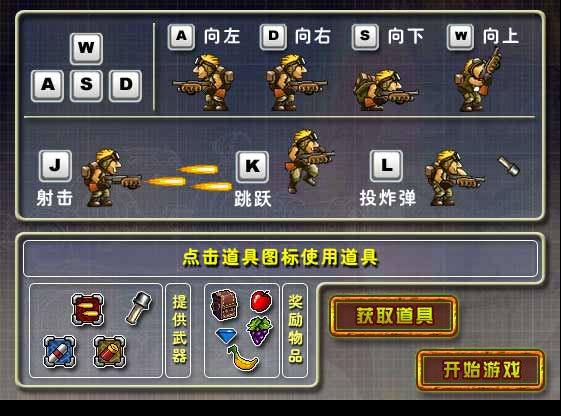 W
A S D
A 向左 D 向右 S 向下 W 向上
J K L
射击 跳跃 投炸弹
点击道具图标使用道具
提供武器
奖励物品
获取道具
开始游戏